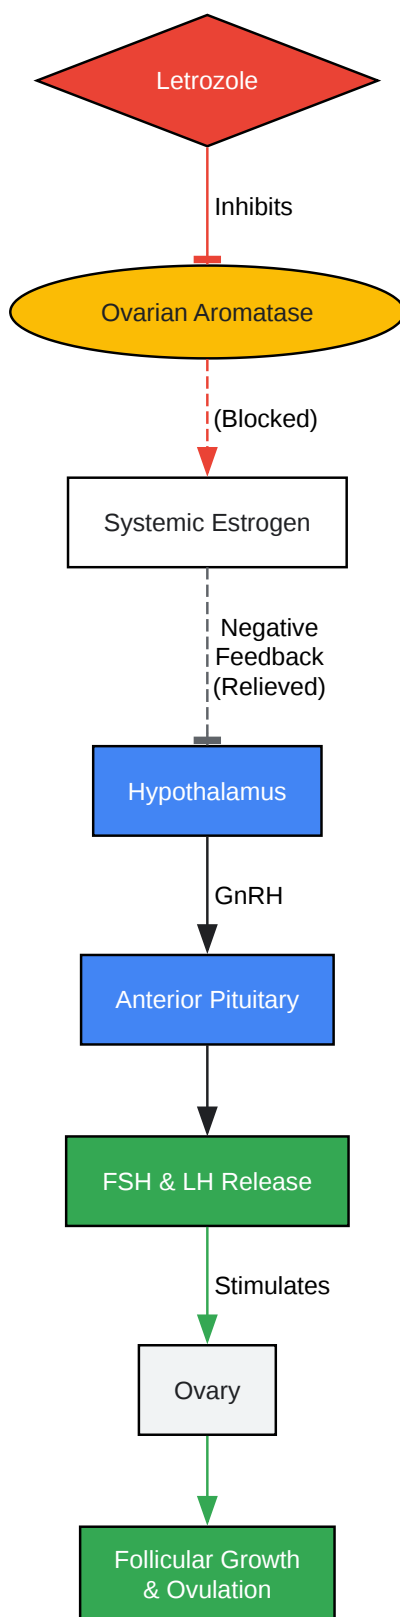 Letrozole
Inhibits
Ovarian Aromatase
(Blocked)
Systemic Estrogen
Negative
Feedback
(Relieved)
Hypothalamus
GnRH
Anterior Pituitary
FSH & LH Release
Stimulates
Ovary
Follicular Growth
& Ovulation